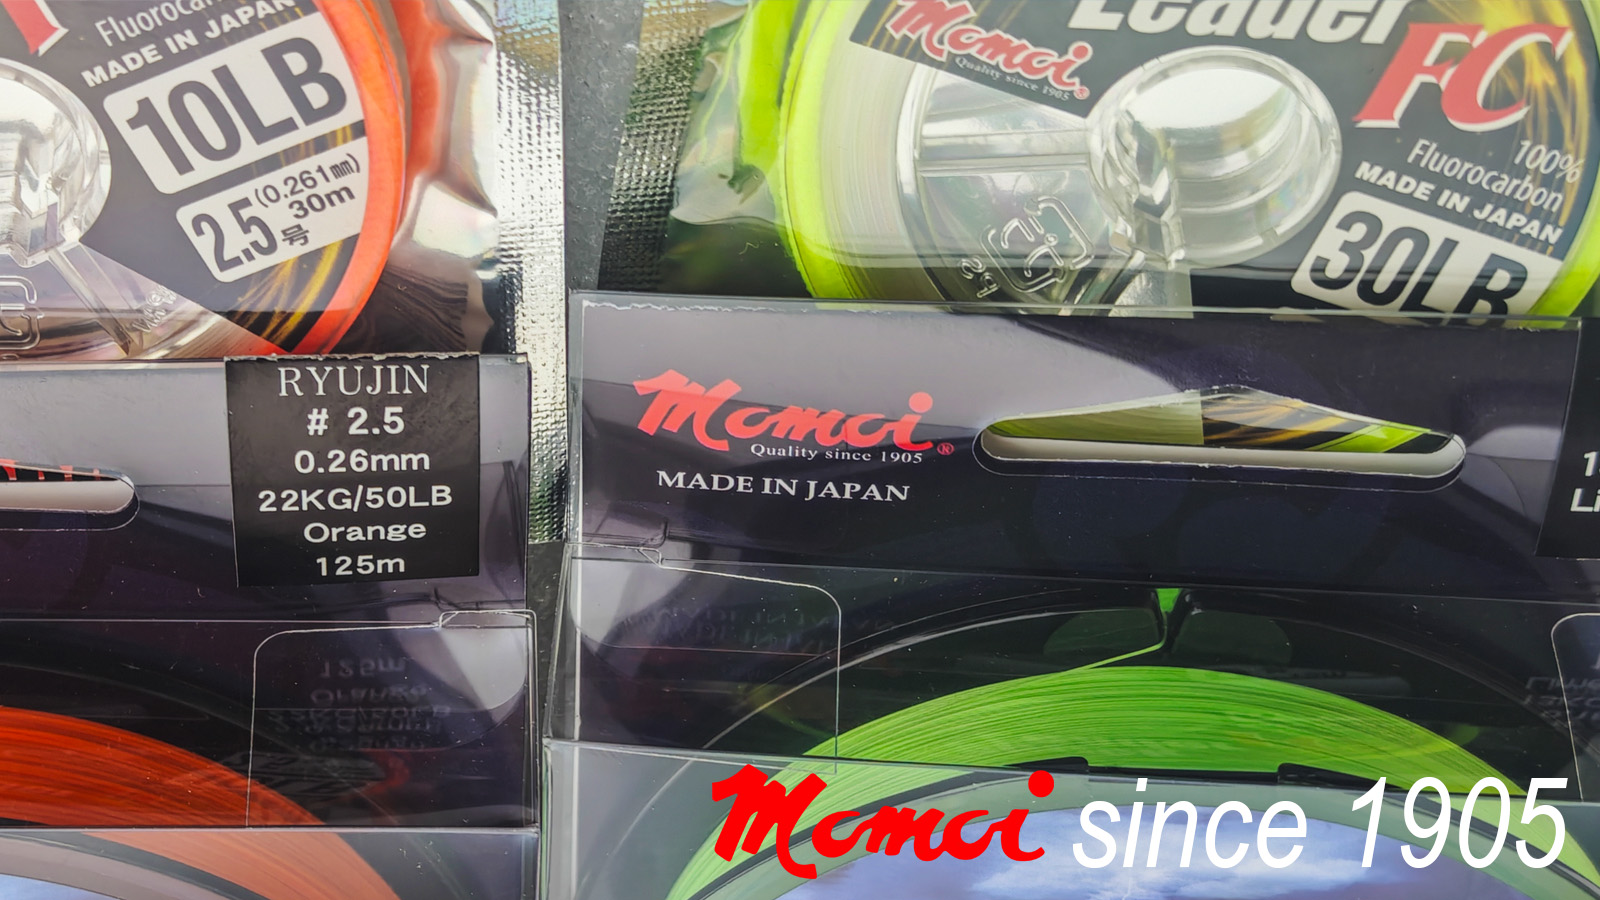 Fluorocar
MADE IN JAPAN
10LB
2.5号 (0.261㎜) 30m
Leader
FC
Momoi
Quality since 1905
100%
Fluorocarbon
MADE IN JAPAN
30LB
RYUJIN
# 2.5
0.26mm
22KG/50LB
Orange
125m
Momoi®
Quality since 1905
MADE IN JAPAN
Momoi since 1905